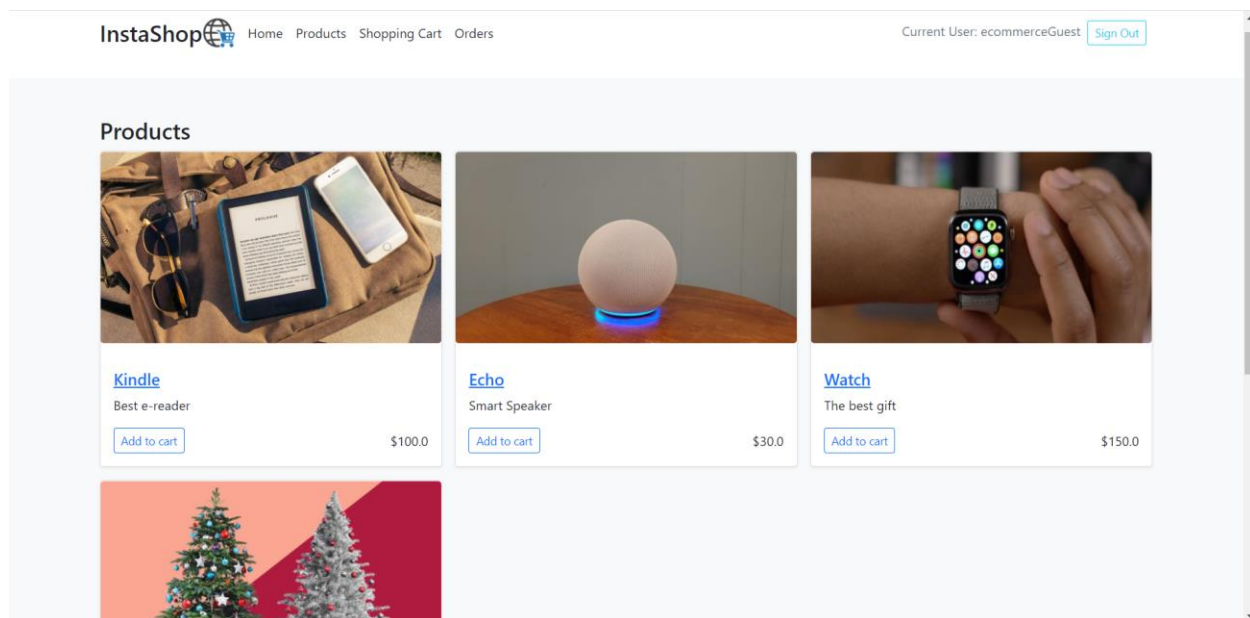 InstaShop Home Products Shopping Cart Orders Current User: ecommerceGuest Sign Out
Products
Kindle
Best e-reader
Add to cart $100.0
Echo
Smart Speaker
Add to cart $30.0
Watch
The best gift
Add to cart $150.0